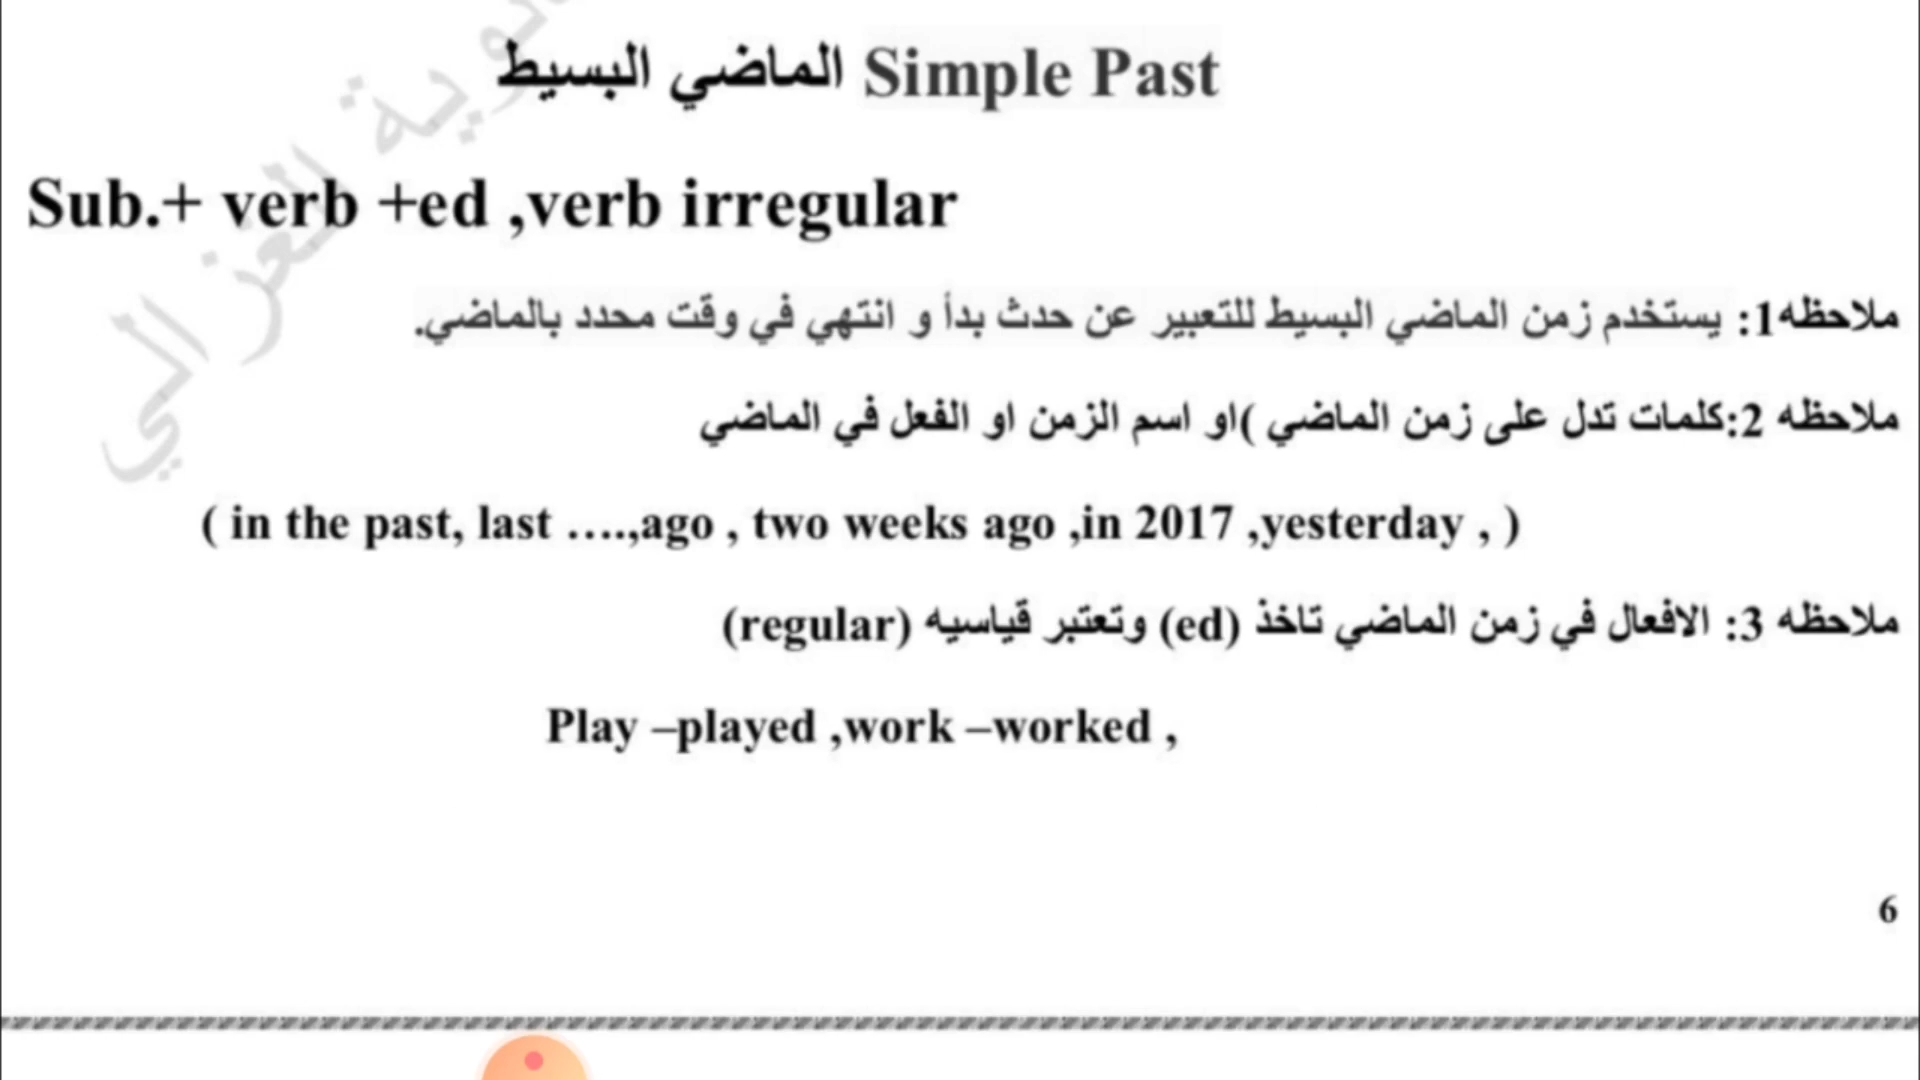 الماضي البسيط Simple Past
Sub.+ verb +ed ,verb irregular
ملاحظه1: يستخدم زمن الماضي البسيط للتعبير عن حدث بدأ و انتهي في وقت محدد بالماضي.
ملاحظه 2:كلمات تدل على زمن الماضي )او اسم الزمن او الفعل في الماضي
( in the past, last ….,ago , two weeks ago ,in 2017 ,yesterday , )
ملاحظه 3: الافعال في زمن الماضي تاخذ (ed) وتعتبر قياسيه (regular)
Play –played ,work –worked ,
6